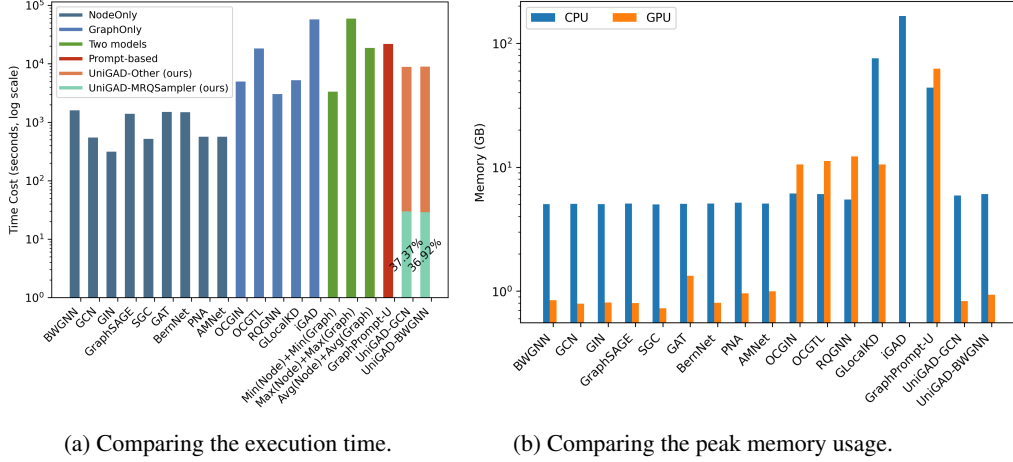 Time Cost (seconds, log scale)
10^5
10^4
10^3
10^2
10^1
10^0
NodeOnly
GraphOnly
Two models
Prompt-based
UniGAD-Other (ours)
UniGAD-MRQSampler (ours)
37.37%
36.92%
BWGNN
GCN
GIN
GraphSAGE
SGC
GAT
BernNet
PNA
AMNet
OCGIN
OCGTL
RQGNN
GLocalKD
iGAD
Min(Node)+Min(Graph)
Max(Node)+Max(Graph)
Avg(Node)+Avg(Graph)
GraphPrompt-U
UniGAD-GCN
UniGAD-BWGNN
(a) Comparing the execution time.
Memory (GB)
10^2
10^1
10^0
CPU GPU
BWGNN
GCN
GIN
GraphSAGE
SGC
GAT
BernNet
PNA
AMNet
OCGIN
OCGTL
RQGNN
GLocalKD
iGAD
GraphPrompt-U
UniGAD-GCN
UniGAD-BWGNN
(b) Comparing the peak memory usage.